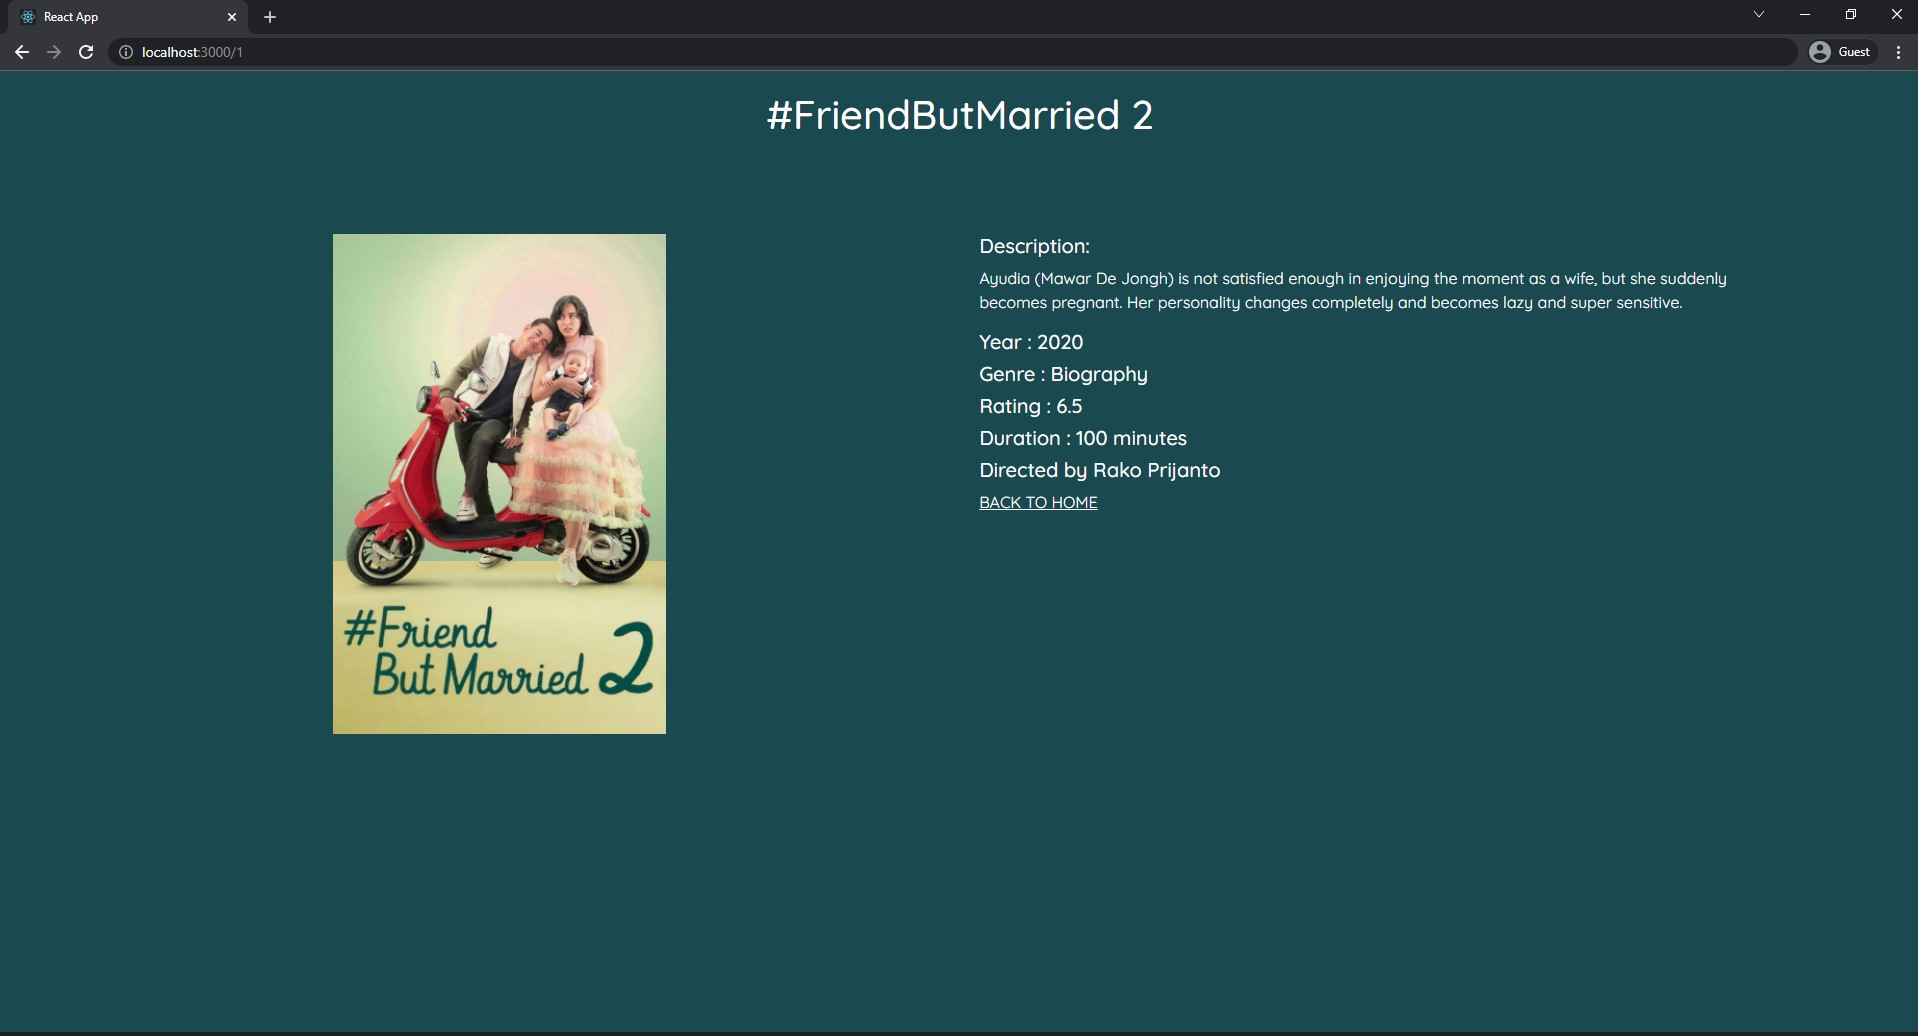 React App
localhost:3000/1
Guest
#FriendButMarried 2
#Friend
But Married 2
Description:
Ayudia (Mawar De Jongh) is not satisfied enough in enjoying the moment as a wife, but she suddenly
becomes pregnant. Her personality changes completely and becomes lazy and super sensitive.
Year : 2020
Genre : Biography
Rating : 6.5
Duration : 100 minutes
Directed by Rako Prijanto
BACK TO HOME